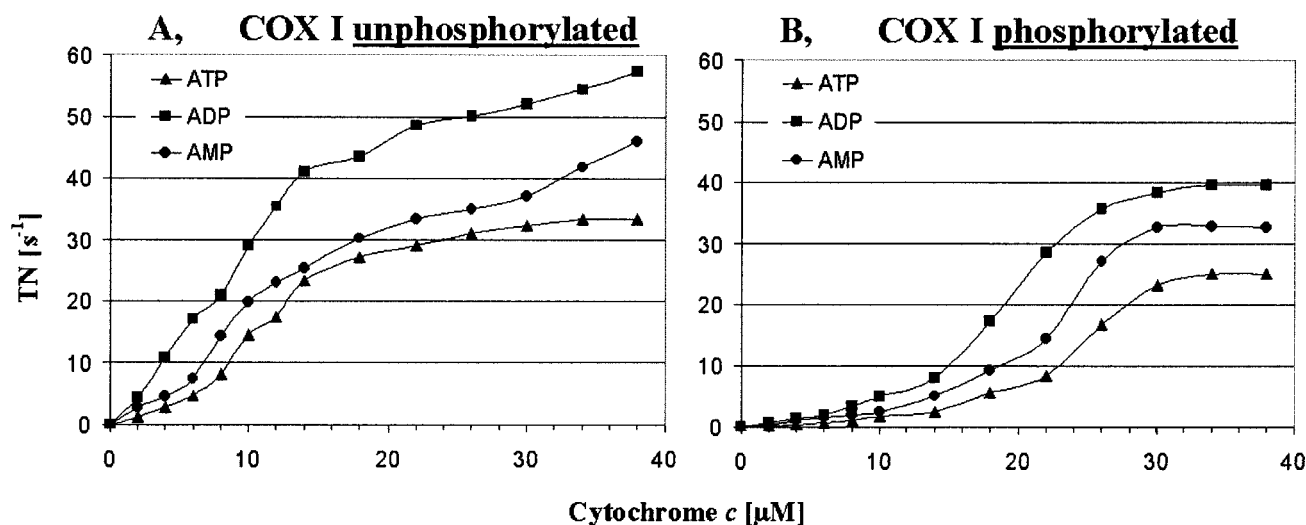 A, COX I unphosphorylated
B, COX I phosphorylated
60
50
40
30
20
10
0
ATP
ADP
AMP
0 10 20 30 40
TN [s⁻¹]
60
50
40
30
20
10
0
ATP
ADP
AMP
0 10 20 30 40
Cytochrome c [µM]